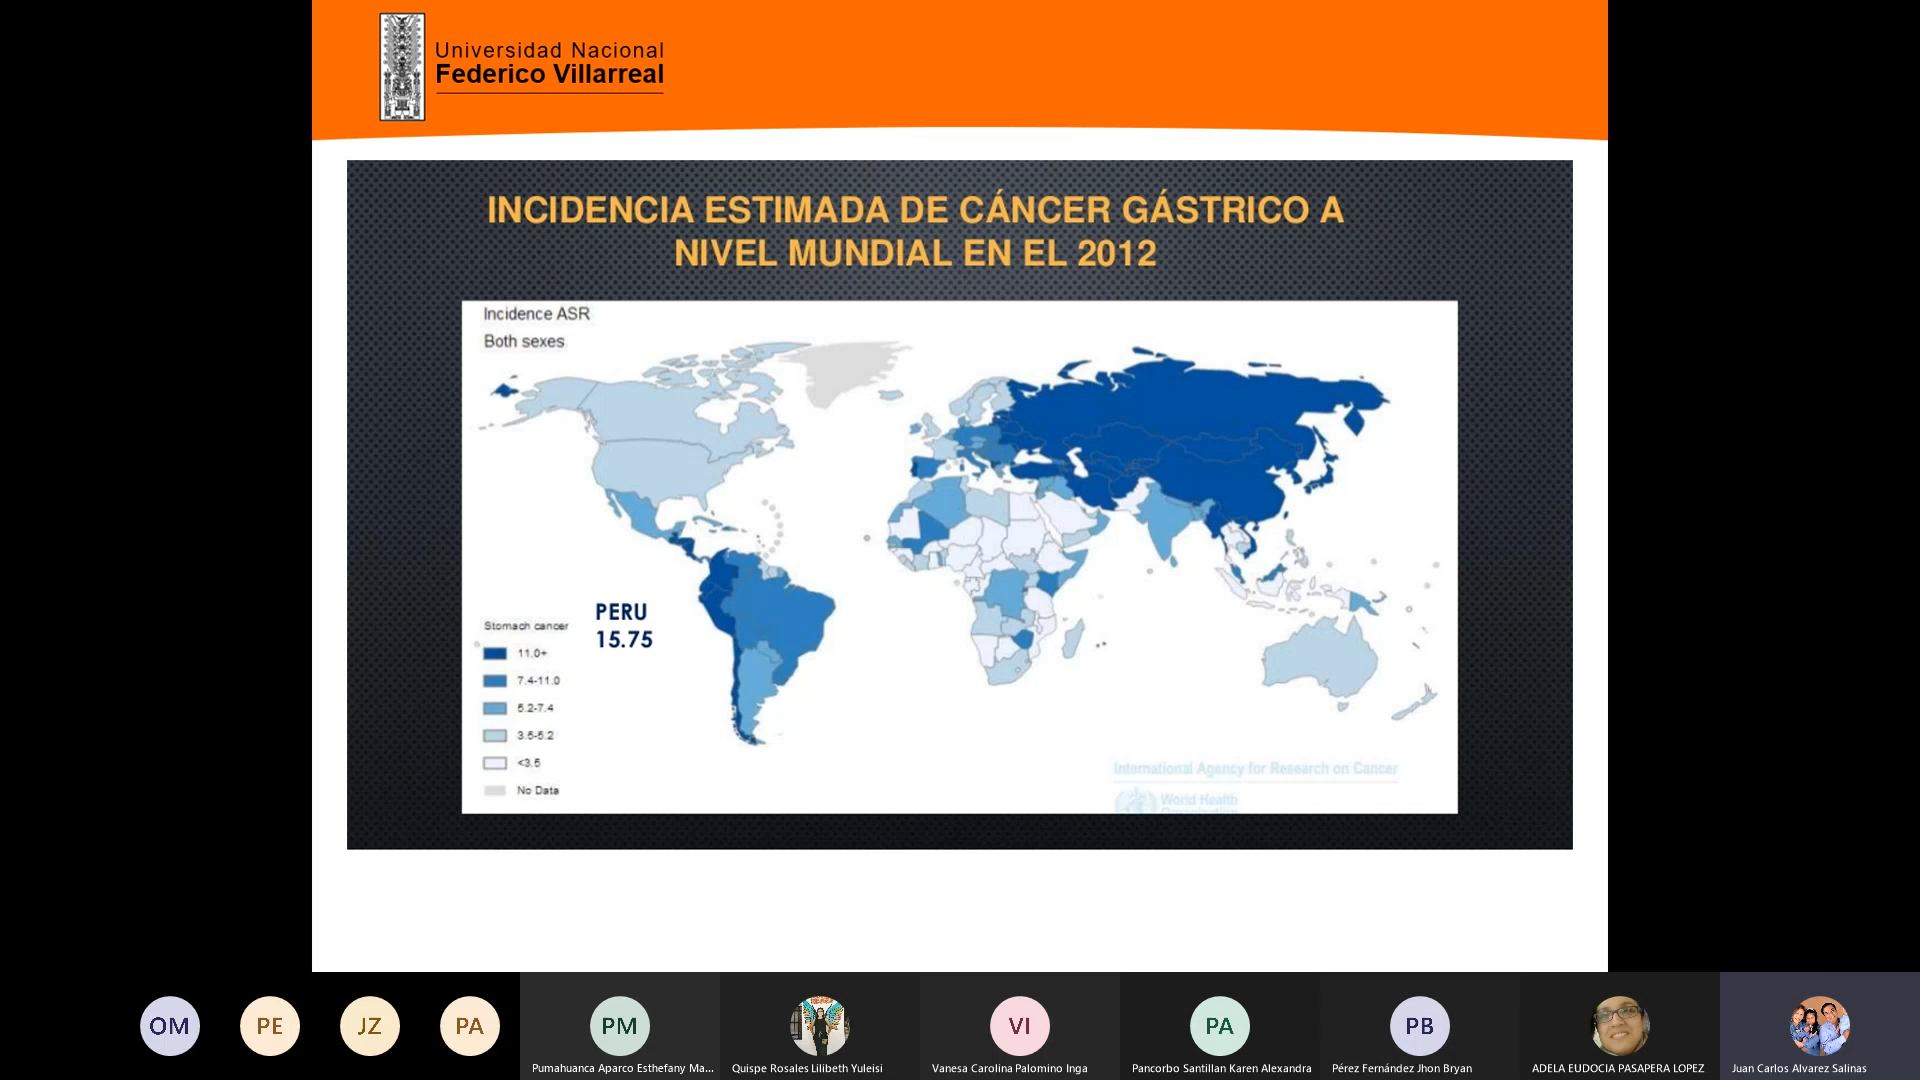 Universidad Nacional
Federico Villarreal
INCIDENCIA ESTIMADA DE CÁNCER GÁSTRICO A
NIVEL MUNDIAL EN EL 2012
Incidence ASR
Both sexes
PERU
15.75
Stomach cancer
11.0+
7.4-11.0
5.2-7.4
3.5-5.2
<3.5
No Data
International Agency for Research on Cancer
World Health
Organization
OM
PE
JZ
PA
PM
VI
PA
PB
Pumahuanca Aparco Esthefany Ma...
Quispe Rosales Lilibeth Yuleisi
Vanesa Carolina Palomino Inga
Pancorbo Santillan Karen Alexandra
Pérez Fernández Jhon Bryan
ADELA EUDOCIA PASAPERA LOPEZ
Juan Carlos Alvarez Salinas